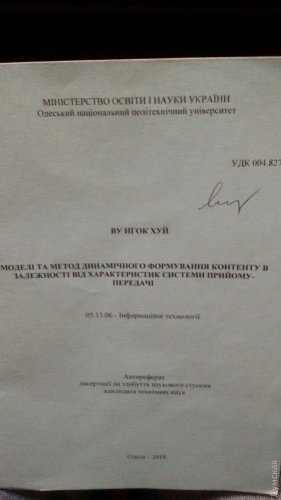 МІНІСТЕРСТВО ОСВІТИ І НАУКИ УКРАЇНИ
Одеський національний політехнічний університет
УДК 004.827
ВУ НГОК ХУЙ
МОДЕЛІ ТА МЕТОД ДИНАМІЧНОГО ФОРМУВАННЯ КОНТЕНТУ В
ЗАЛЕЖНОСТІ ВІД ХАРАКТЕРИСТИК СИСТЕМИ ПРИЙОМУ-
ПЕРЕДАЧІ
05.13.06 - Інформаційні технології
Автореферат
дисертації на здобуття наукового ступеня
кандидата технічних наук
Одеса - 2010